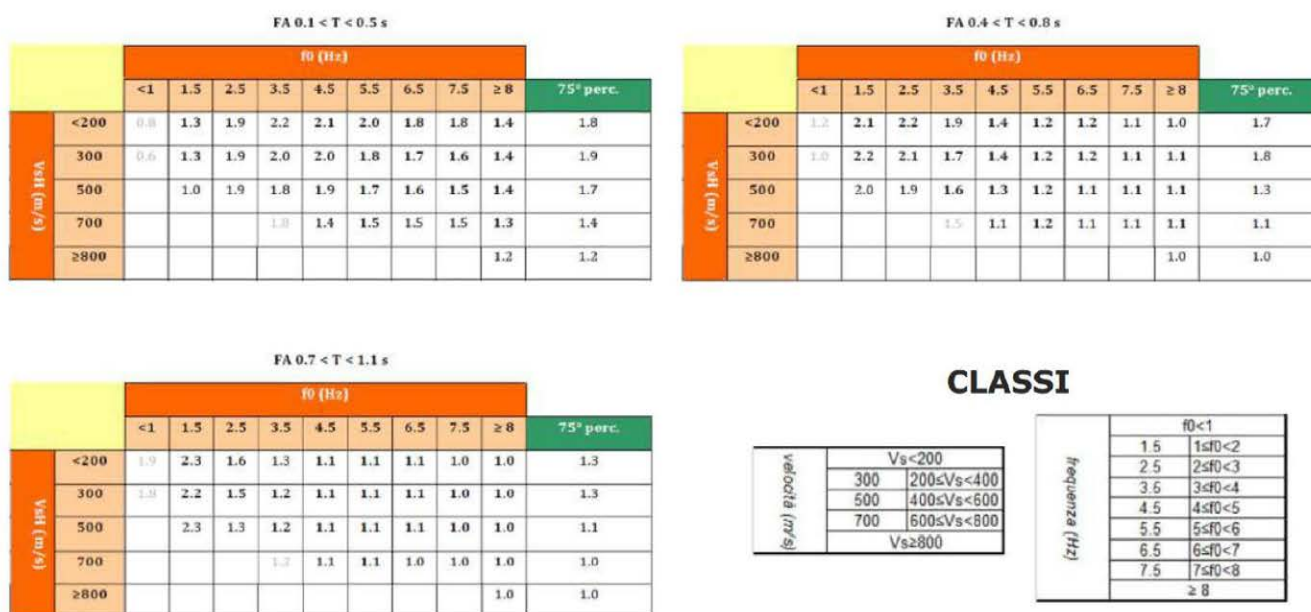 FA 0.1 < T < 0.5 s
f0 (Hz)
<1 1.5 2.5 3.5 4.5 5.5 6.5 7.5 ≥ 8 75° perc.
VsH (m/s)
<200 0.8 1.3 1.9 2.2 2.1 2.0 1.8 1.8 1.4 1.8
300 0.6 1.3 1.9 2.0 2.0 1.8 1.7 1.6 1.4 1.9
500 1.0 1.9 1.8 1.9 1.7 1.6 1.5 1.4 1.7
700 1.8 1.4 1.5 1.5 1.5 1.3 1.4
≥800 1.2 1.2
FA 0.4 < T < 0.8 s
f0 (Hz)
<1 1.5 2.5 3.5 4.5 5.5 6.5 7.5 ≥ 8 75° perc.
VsH (m/s)
<200 1.2 2.1 2.2 1.9 1.4 1.2 1.2 1.1 1.0 1.7
300 1.0 2.2 2.1 1.7 1.4 1.2 1.2 1.1 1.1 1.8
500 2.0 1.9 1.6 1.3 1.2 1.1 1.1 1.1 1.3
700 1.5 1.1 1.2 1.1 1.1 1.1 1.1
≥800 1.0 1.0
FA 0.7 < T < 1.1 s
f0 (Hz)
<1 1.5 2.5 3.5 4.5 5.5 6.5 7.5 ≥ 8 75° perc.
VsH (m/s)
<200 1.9 2.3 1.6 1.3 1.1 1.1 1.1 1.0 1.0 1.3
300 1.8 2.2 1.5 1.2 1.1 1.1 1.1 1.0 1.0 1.3
500 2.3 1.3 1.2 1.1 1.1 1.1 1.0 1.0 1.1
700 1.2 1.1 1.1 1.0 1.0 1.0 1.0
≥800 1.0 1.0
CLASSI
velocità (m/s)
Vs<200
300 200≤Vs<400
500 400≤Vs<600
700 600≤Vs<800
Vs≥800
frequenza (Hz)
f0<1
1.5 1≤f0<2
2.5 2≤f0<3
3.5 3≤f0<4
4.5 4≤f0<5
5.5 5≤f0<6
6.5 6≤f0<7
7.5 7≤f0<8
≥ 8